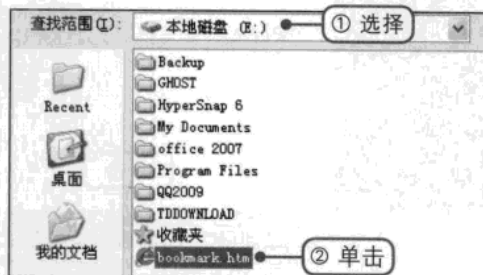 查找范围(I): 本地磁盘 (E:) ① 选择
Backup
GHOST
Recent
HyperSnap 6
My Documents
office 2007
桌面
Program Files
QQ2009
TDDOWNLOAD
收藏夹
我的文档
bookmark.htm ② 单击